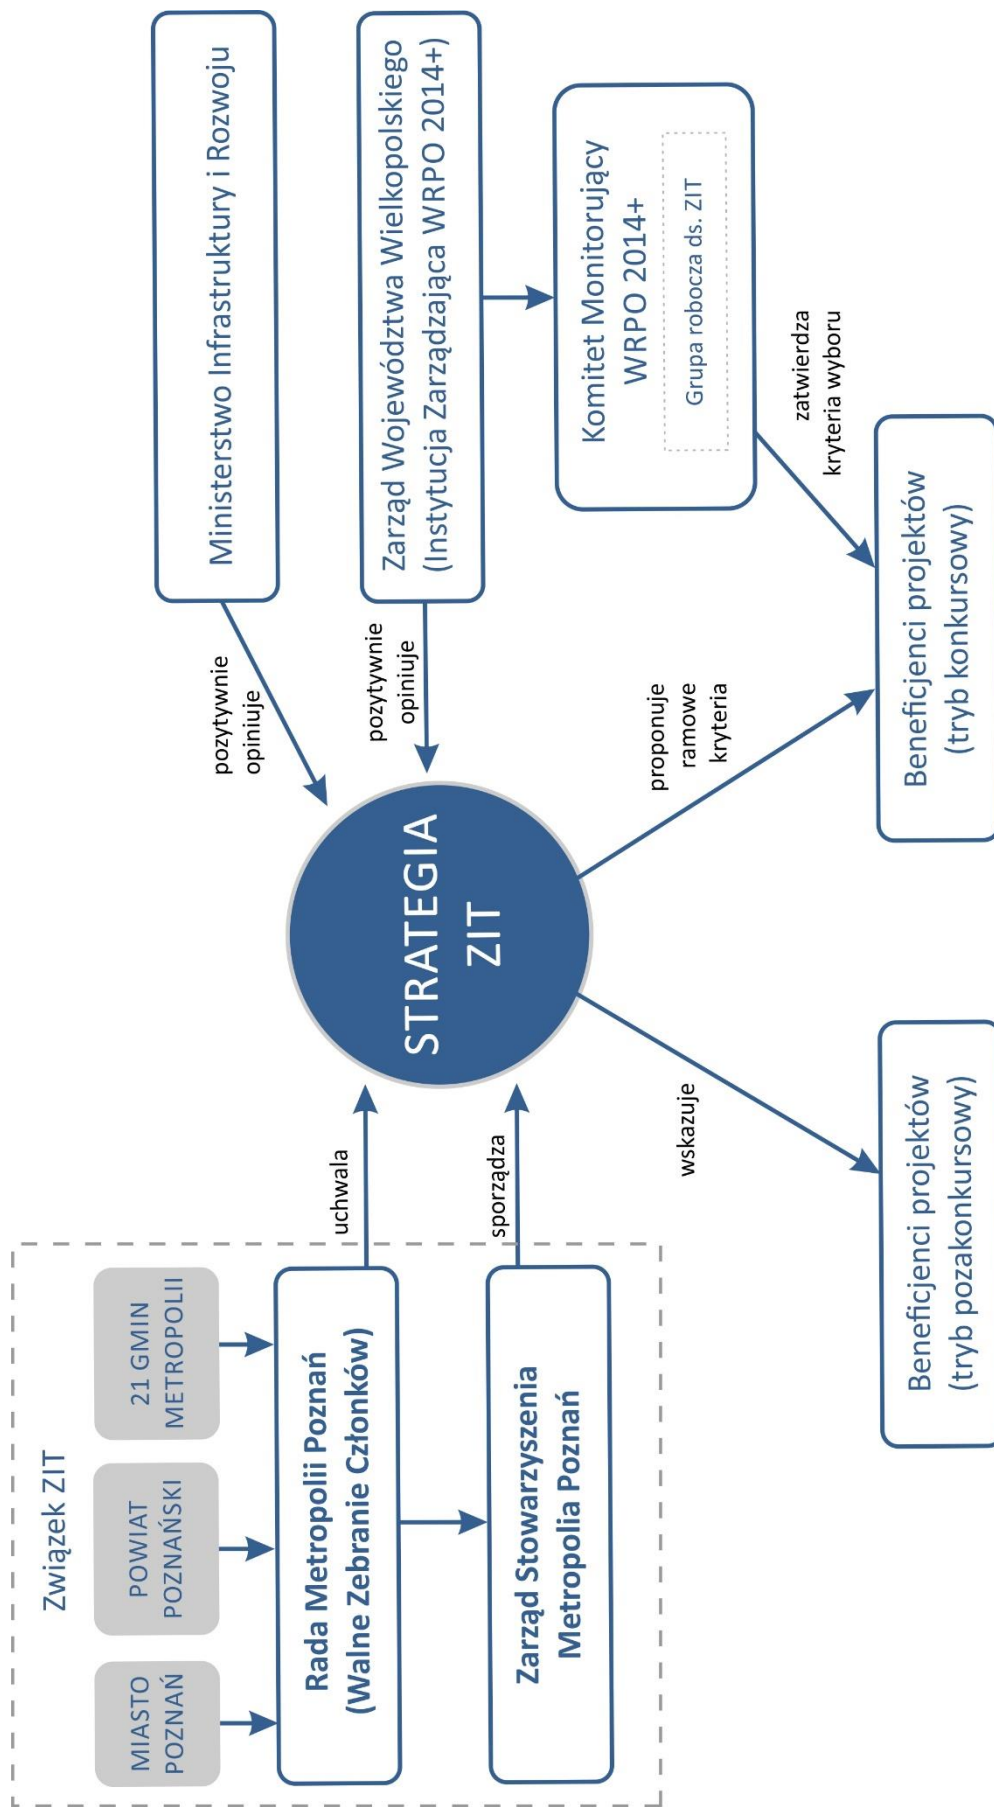 Związek ZIT
MIASTO
POZNAŃ
POWIAT
POZNAŃSKI
21 GMIN
METROPOLII
Rada Metropolii Poznań
(Walne Zebranie Członków)
Zarząd Stowarzyszenia
Metropolia Poznań
uchwala
sporządza
STRATEGIA
ZIT
pozytywnie
opiniuje
pozytywnie
opiniuje
Ministerstwo Infrastruktury i Rozwoju
Zarząd Województwa Wielkopolskiego
(Instytucja Zarządzająca WRPO 2014+)
Komitet Monitorujący
WRPO 2014+
Grupa robocza ds. ZIT
wskazuje
proponuje
ramowe
kryteria
zatwierdza
kryteria wyboru
Beneficjenci projektów
(tryb pozakonkursowy)
Beneficjenci projektów
(tryb konkursowy)